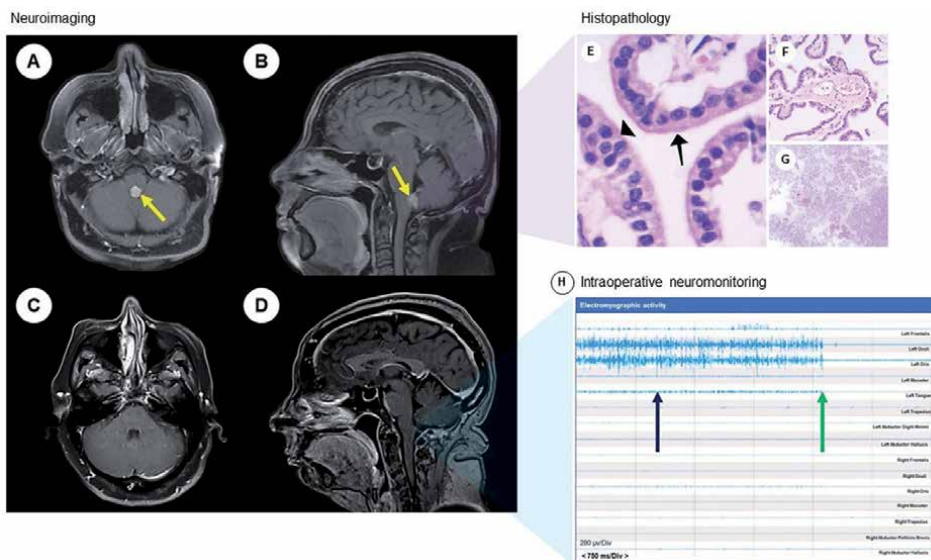 Neuroimaging
Histopathology
A
B
E
F
G
C
D
H Intraoperative neuromonitoring
Electromyographic activity
Left Frontalis
Left Oculi
Left Oris
Left Masseter
Left Tongue
Left Trapezius
Left Abductor Digiti Minimi
Left Abductor Hallucis
Right Frontalis
Right Oculi
Right Oris
Right Masseter
Right Trapezius
Right Abductor
Right Abductor Hallucis
200 µv/Div
< 750 ms/Div >